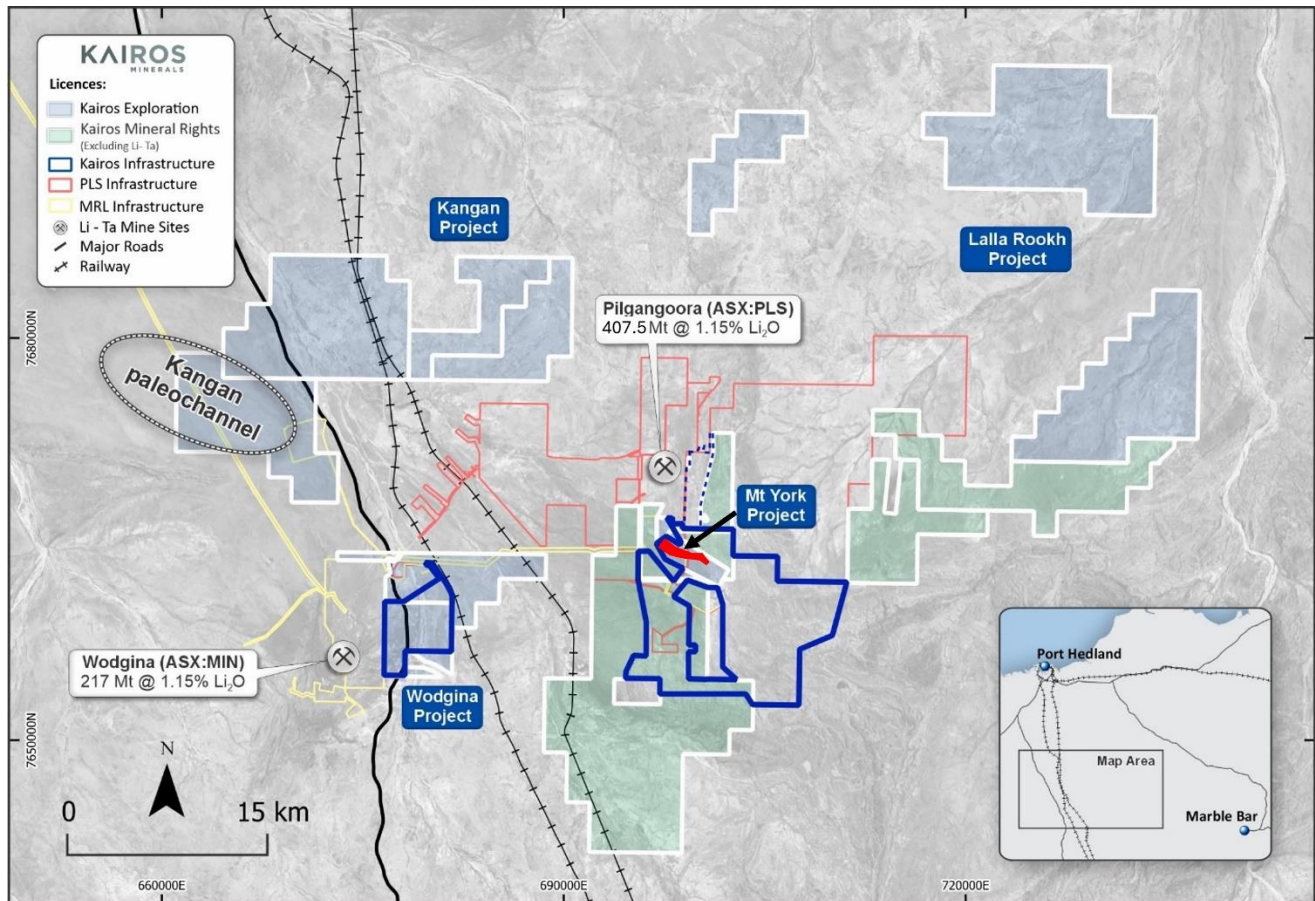 KAIROS
MINERALS
Licences:
Kairos Exploration
Kairos Mineral Rights
(Excluding Li- Ta)
Kairos Infrastructure
PLS Infrastructure
MRL Infrastructure
Li - Ta Mine Sites
Major Roads
Railway
Kangan
Project
Lalla Rookh
Project
Pilgangoora (ASX:PLS)
407.5 Mt @ 1.15% Li₂O
Kangan
paleochannel
Mt York
Project
Wodgina (ASX:MIN)
217 Mt @ 1.15% Li₂O
Wodgina
Project
7680000N
7650000N
N
0 15 km
660000E
690000E
720000E
Port Hedland
Map Area
Marble Bar